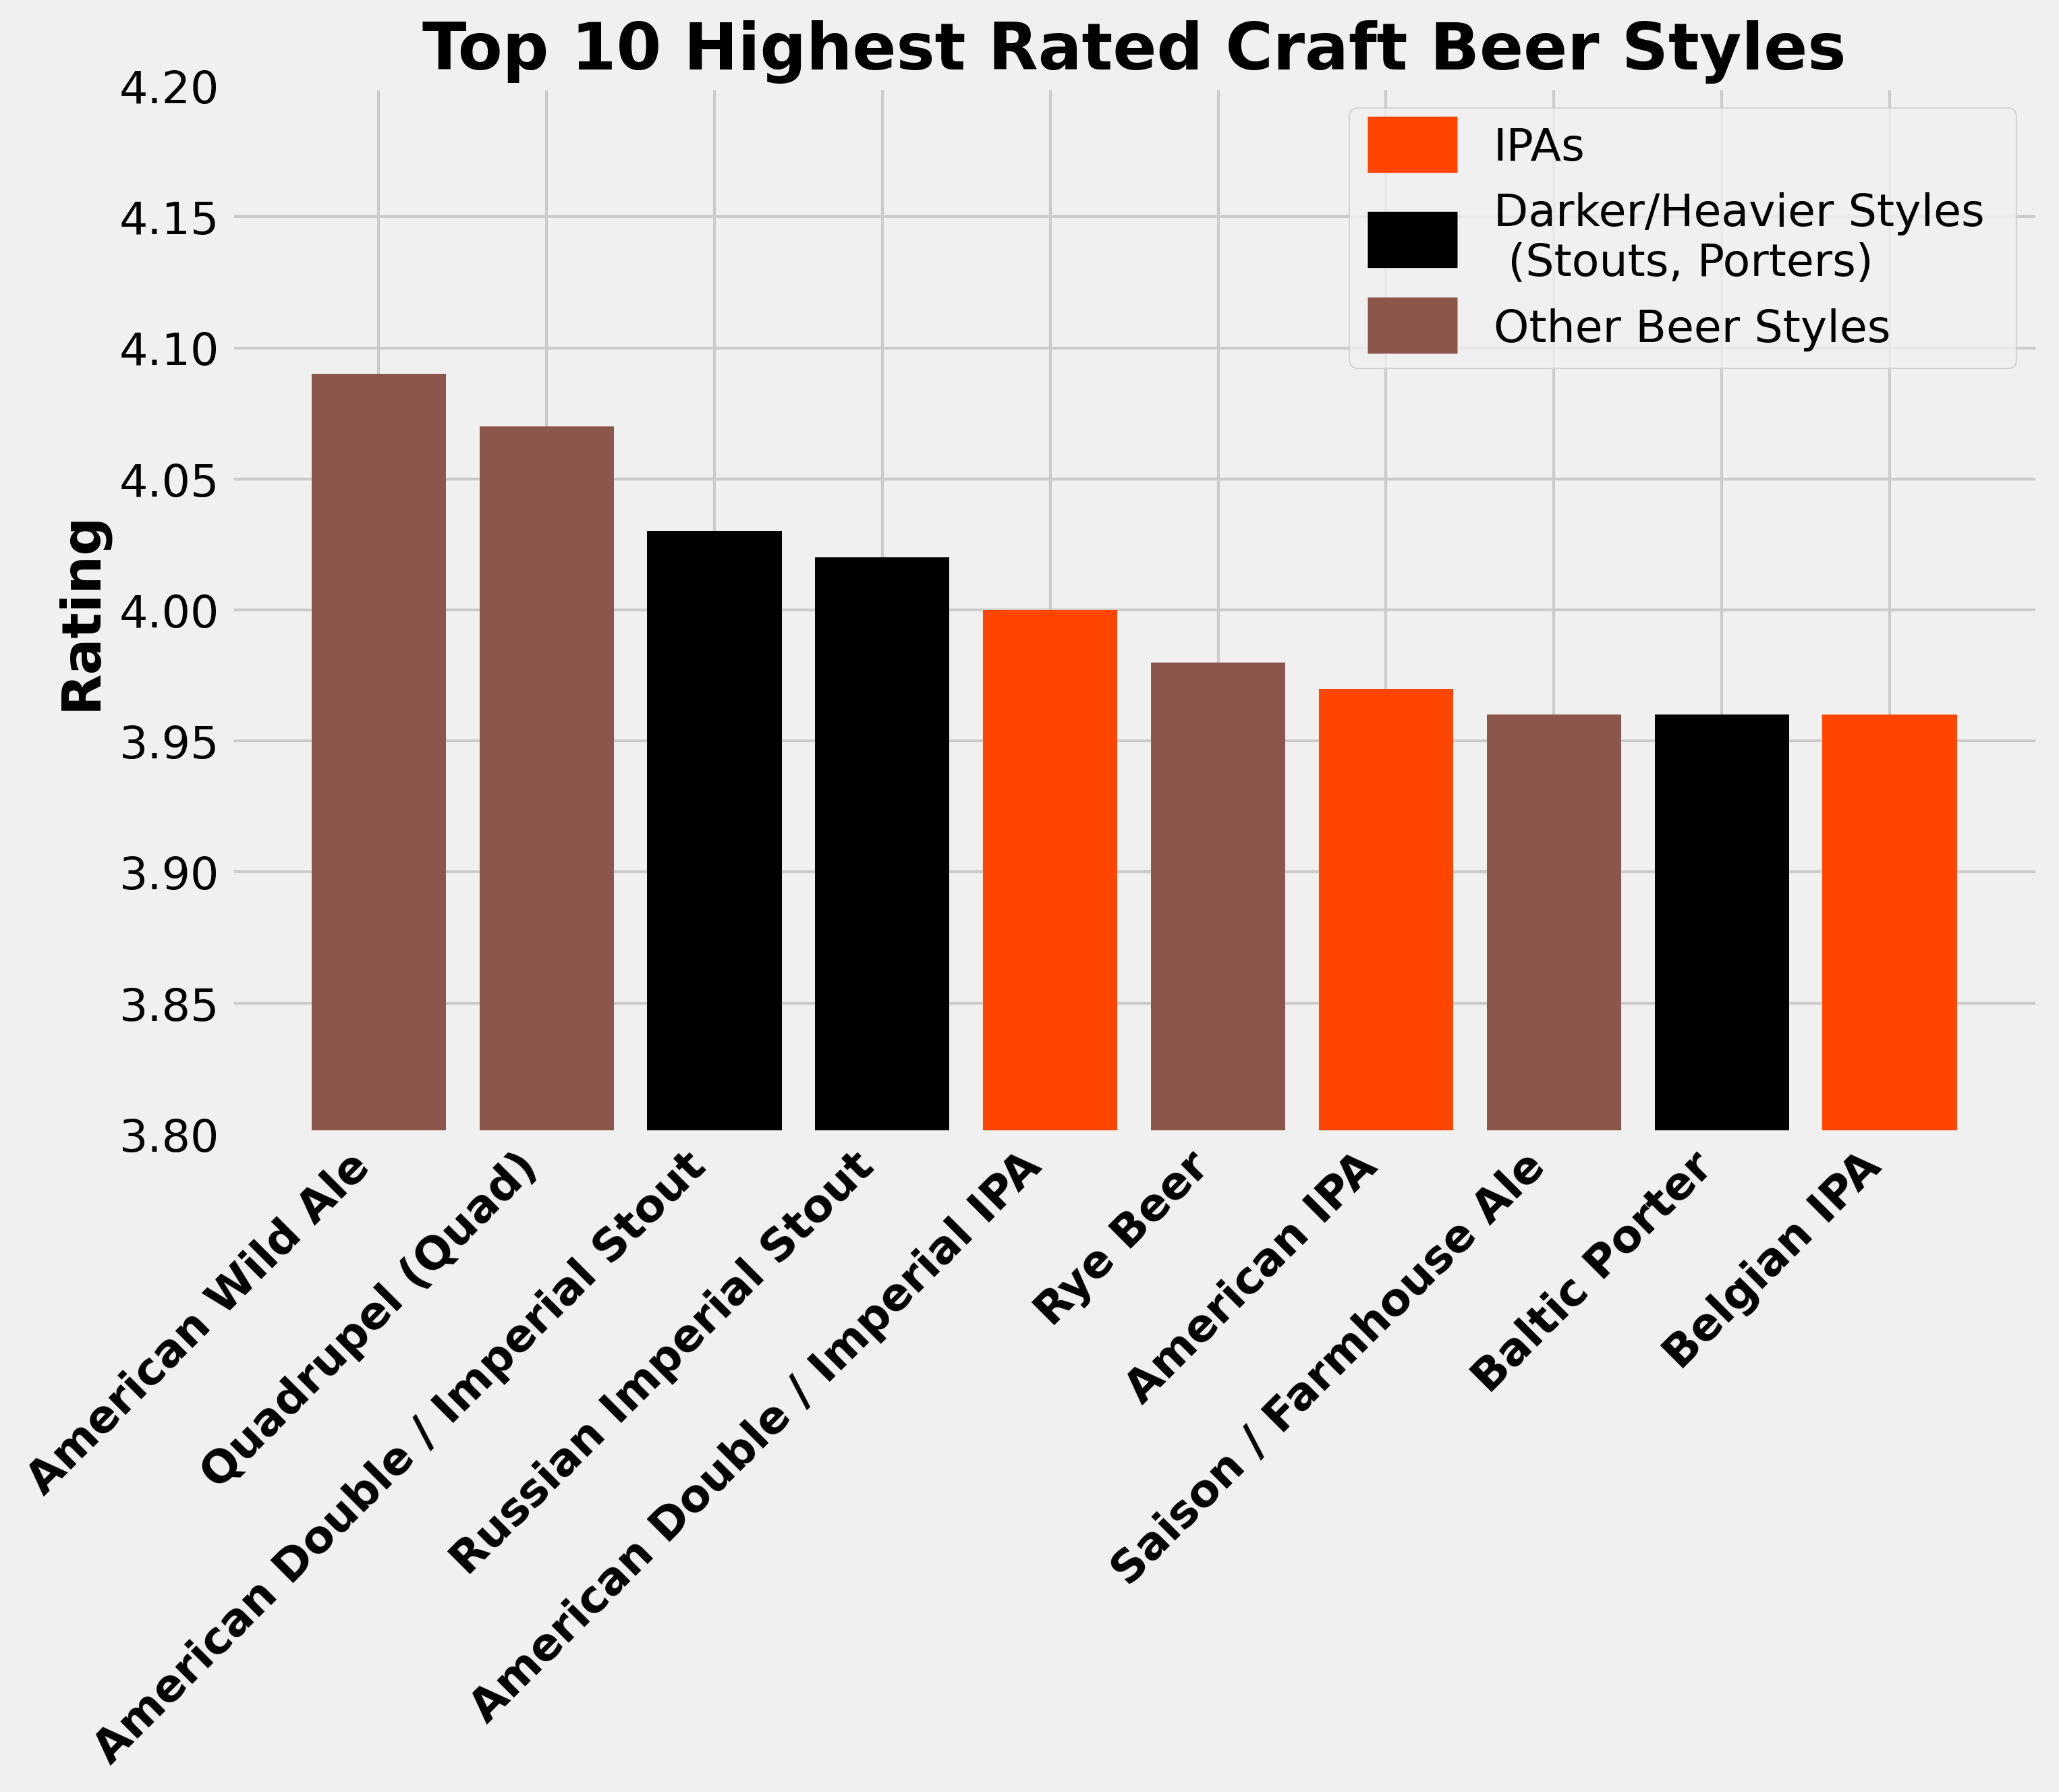 Top 10 Highest Rated Craft Beer Styles
4.20
4.15
4.10
4.05
4.00
3.95
3.90
3.85
3.80
Rating
IPAs
Darker/Heavier Styles
(Stouts, Porters)
Other Beer Styles
American Wild Ale
Quadrupel (Quad)
American Double / Imperial Stout
Russian Imperial Stout
American Double / Imperial IPA
Rye Beer
American IPA
Saison / Farmhouse Ale
Baltic Porter
Belgian IPA